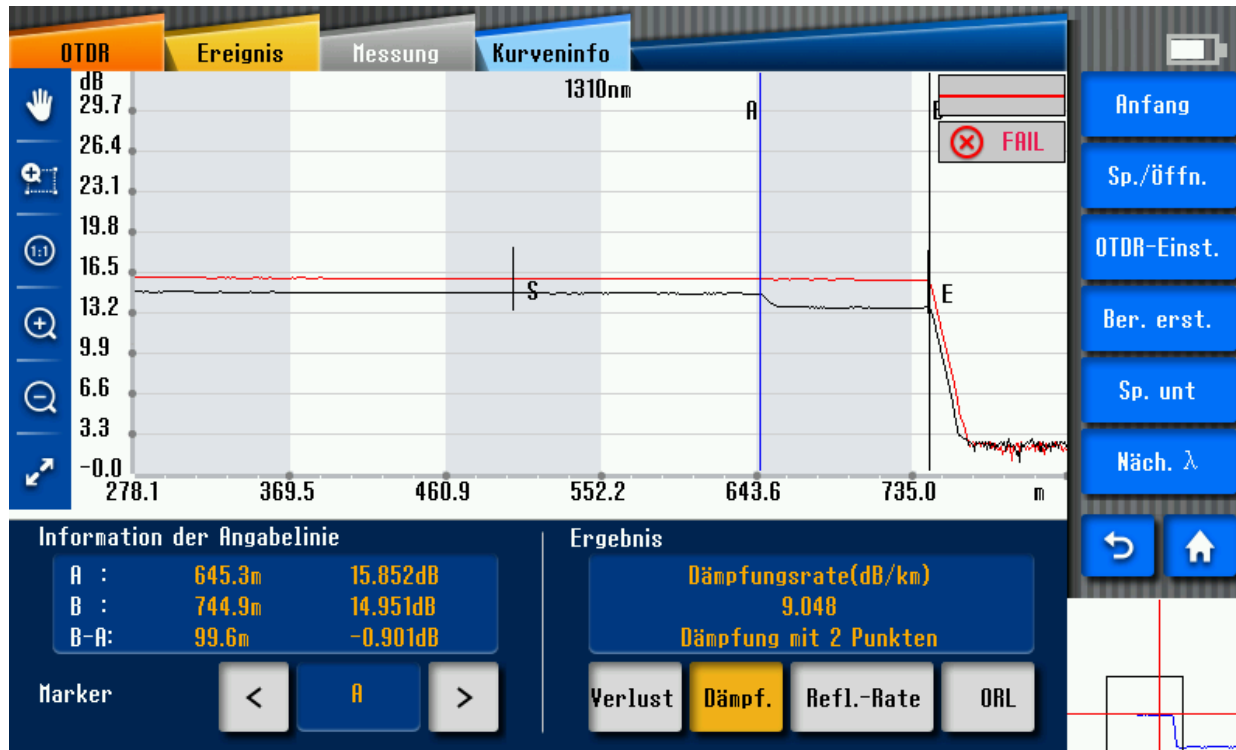 OTDR
Ereignis
Messung
Kurveninfo
dB
1310nm
29.7
26.4
23.1
19.8
16.5
13.2
9.9
6.6
3.3
-0.0
278.1 369.5 460.9 552.2 643.6 735.0 m
A
B
FAIL
S
E
Anfang
Sp./Öffn.
OTDR-Einst.
Ber. erst.
Sp. unt
Näch. λ
1:1
Information der Angabelinie
A : 645.3m 15.852dB
B : 744.9m 14.951dB
B-A: 99.6m -0.901dB
Marker < A >
Ergebnis
Dämpfungsrate(dB/km)
9.048
Dämpfung mit 2 Punkten
Verlust
Dämpf.
Refl.-Rate
ORL